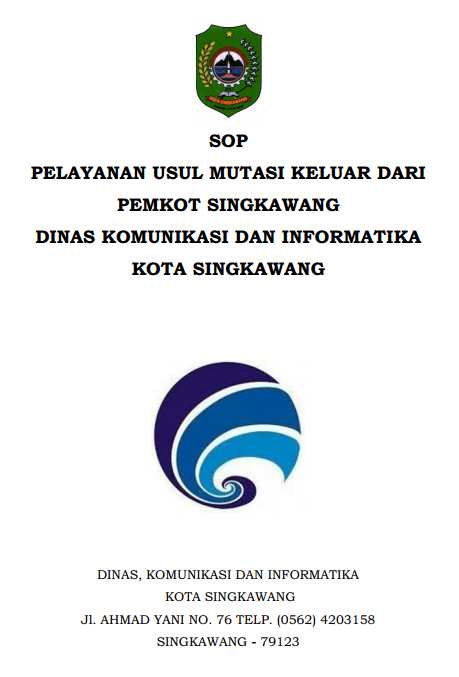 SOP
PELAYANAN USUL MUTASI KELUAR DARI
PEMKOT SINGKAWANG
DINAS KOMUNIKASI DAN INFORMATIKA
KOTA SINGKAWANG
DINAS, KOMUNIKASI DAN INFORMATIKA
KOTA SINGKAWANG
Jl. AHMAD YANI NO. 76 TELP. (0562) 4203158
SINGKAWANG - 79123